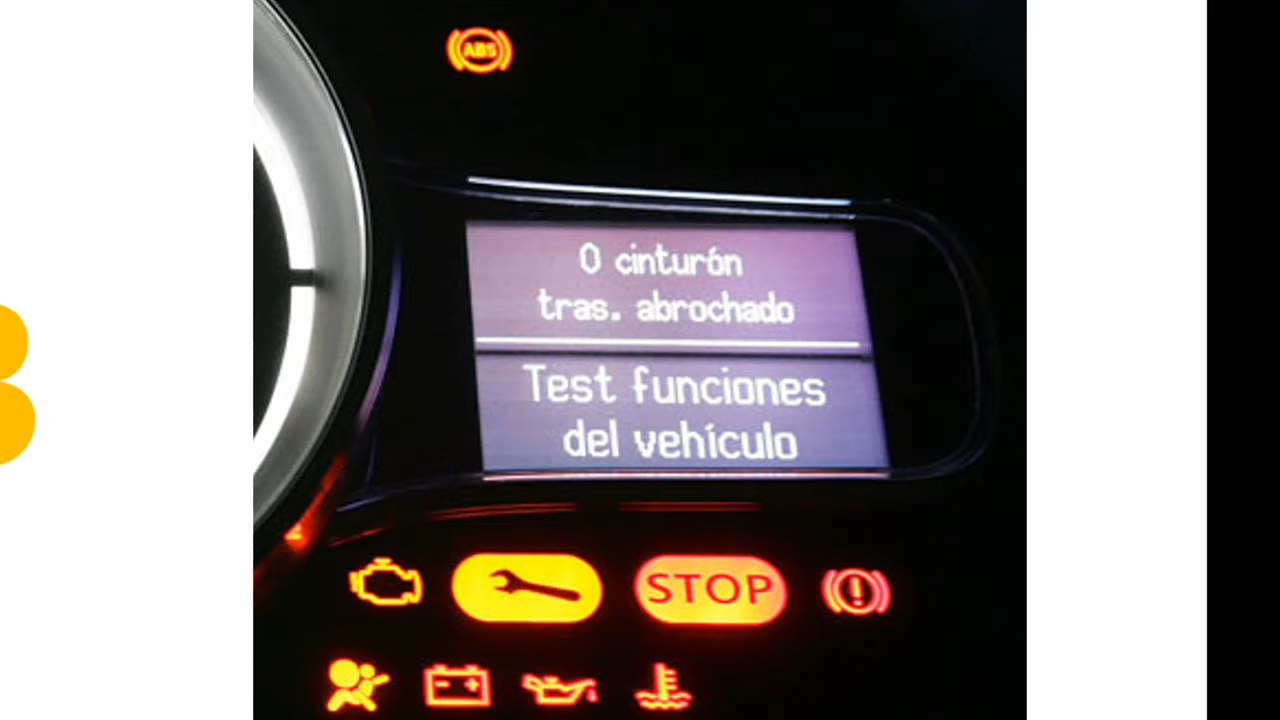 ABS
0 cinturón
tras. abrochado
Test funciones
del vehículo
STOP